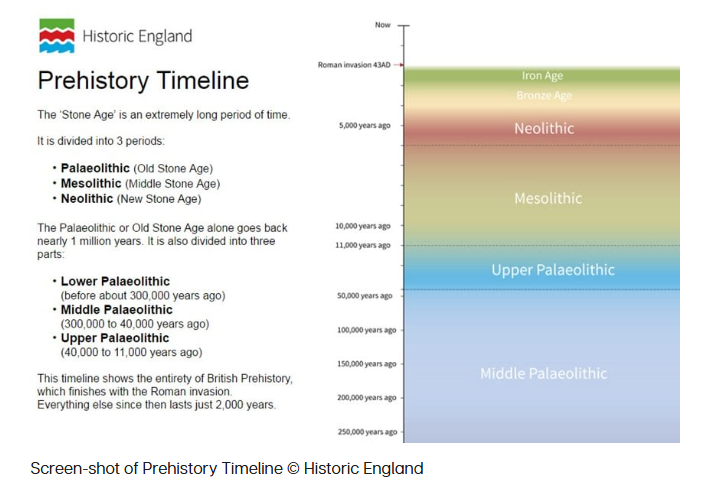 Historic England
Prehistory Timeline
The 'Stone Age' is an extremely long period of time.
It is divided into 3 periods:
• Palaeolithic (Old Stone Age)
• Mesolithic (Middle Stone Age)
• Neolithic (New Stone Age)
The Palaeolithic or Old Stone Age alone goes back
nearly 1 million years. It is also divided into three
parts:
• Lower Palaeolithic
(before about 300,000 years ago)
• Middle Palaeolithic
(300,000 to 40,000 years ago)
• Upper Palaeolithic
(40,000 to 11,000 years ago)
This timeline shows the entirety of British Prehistory,
which finishes with the Roman invasion.
Everything else since then lasts just 2,000 years.
Now
Roman invasion 43AD
Iron Age
Bronze Age
5,000 years ago
Neolithic
Mesolithic
10,000 years ago
11,000 years ago
Upper Palaeolithic
50,000 years ago
100,000 years ago
150,000 years ago
Middle Palaeolithic
200,000 years ago
250,000 years ago
Screen-shot of Prehistory Timeline © Historic England